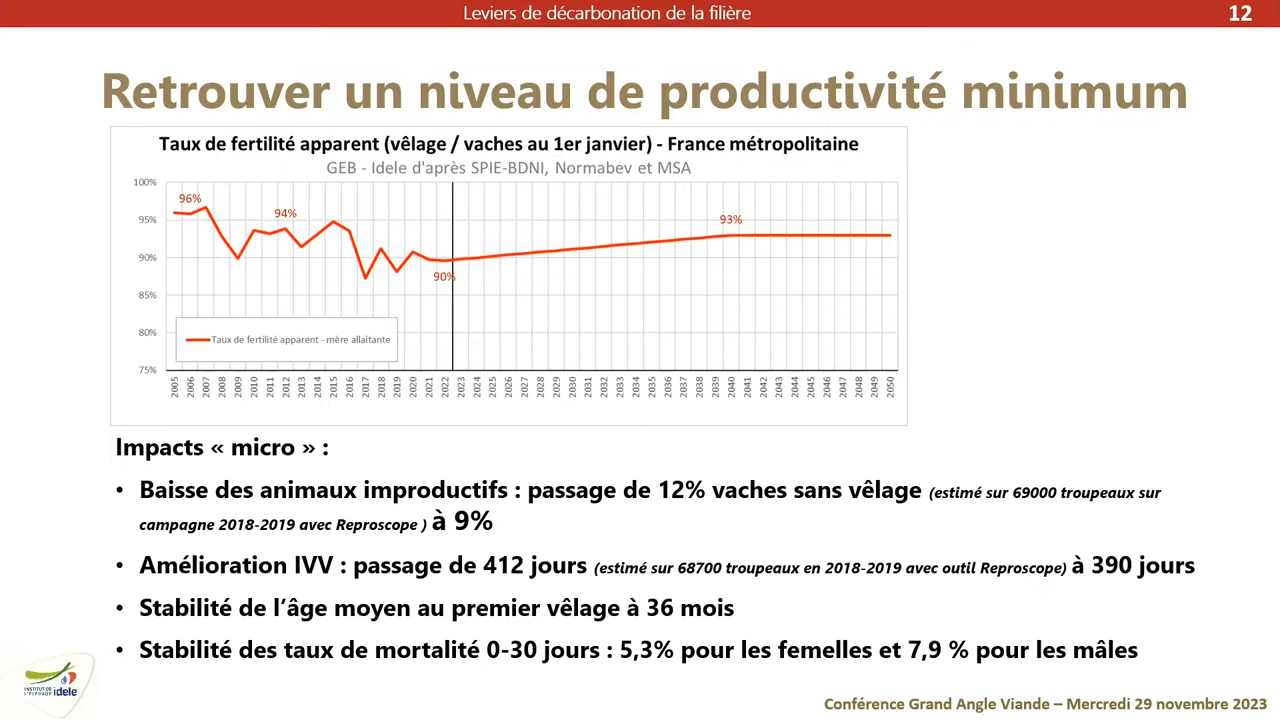 Leviers de décarbonation de la filière
12
Retrouver un niveau de productivité minimum
Taux de fertilité apparent (vêlage / vaches au 1er janvier) - France métropolitaine
GEB - Idele d'après SPIE-BDNI, Normabev et MSA
100%
95%
90%
85%
80%
75%
96%
94%
90%
93%
Taux de fertilité apparent - mère allaitante
2005 2006 2007 2008 2009 2010 2011 2012 2013 2014 2015 2016 2017 2018 2019 2020 2021 2022 2023 2024 2025 2026 2027 2028 2029 2030 2031 2032 2033 2034 2035 2036 2037 2038 2039 2040 2041 2042 2043 2044 2045 2046 2047 2048 2049 2050
Impacts « micro » :
• Baisse des animaux improductifs : passage de 12% vaches sans vêlage (estimé sur 69000 troupeaux sur
campagne 2018-2019 avec Reproscope ) à 9%
• Amélioration IVV : passage de 412 jours (estimé sur 68700 troupeaux en 2018-2019 avec outil Reproscope) à 390 jours
• Stabilité de l'âge moyen au premier vêlage à 36 mois
• Stabilité des taux de mortalité 0-30 jours : 5,3% pour les femelles et 7,9 % pour les mâles
INSTITUT DE
L'ÉLEVAGE idele
Conférence Grand Angle Viande – Mercredi 29 novembre 2023